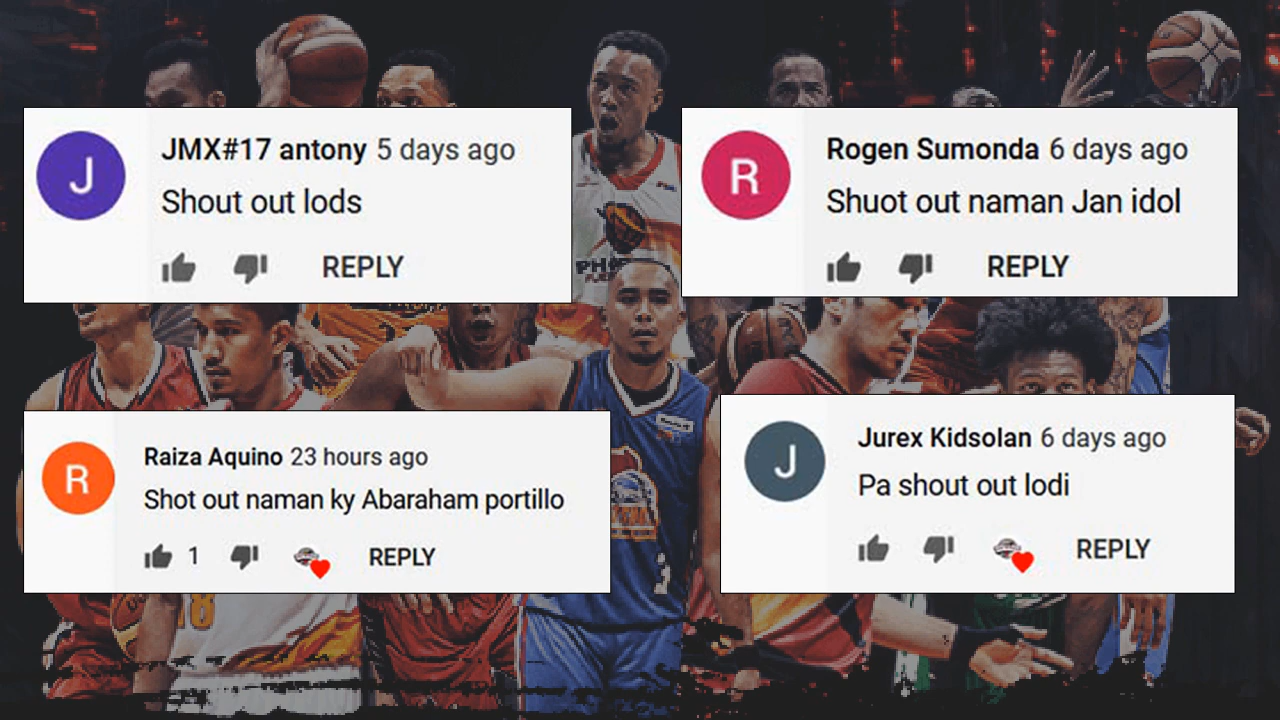 JMX#17 antony 5 days ago
Shout out lods
REPLY
Rogen Sumonda 6 days ago
Shuot out naman Jan idol
REPLY
Raiza Aquino 23 hours ago
Shot out naman ky Abaraham portillo
1 REPLY
Jurex Kidsolan 6 days ago
Pa shout out lodi
REPLY
J
R
R
J